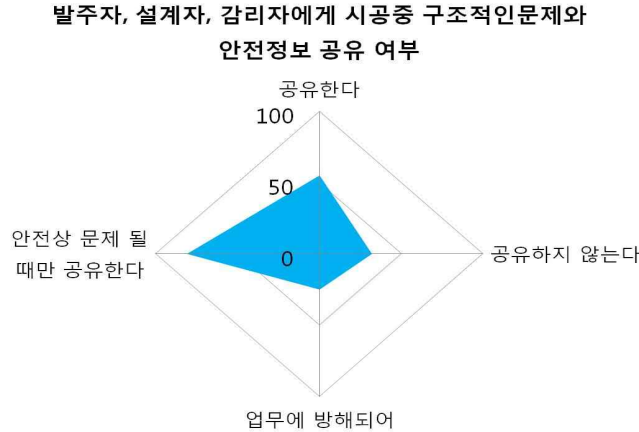 발주자, 설계자, 감리자에게 시공중 구조적인문제와
안전정보 공유 여부
공유한다
100
50
0
안전상 문제 될
때만 공유한다
공유하지 않는다
업무에 방해되어